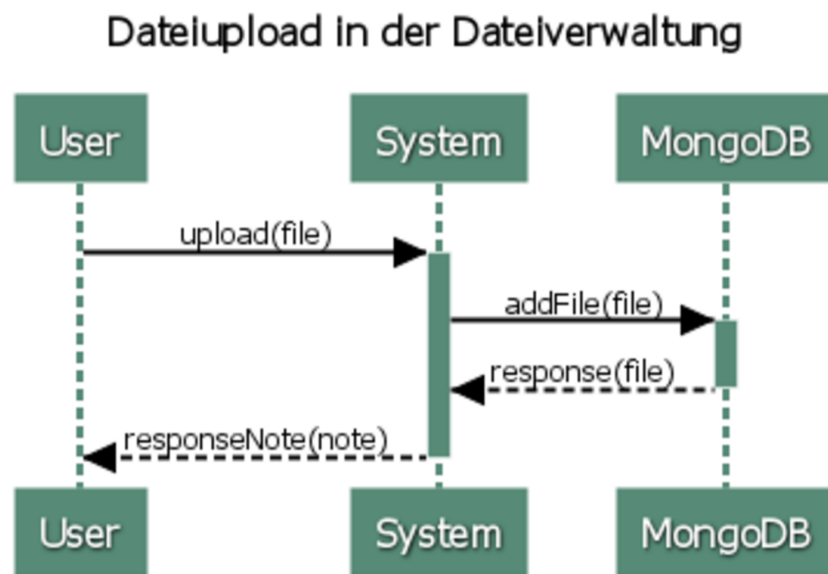 Dateiupload in der Dateiverwaltung
User System MongoDB
upload(file)
addFile(file)
response(file)
responseNote(note)
User System MongoDB